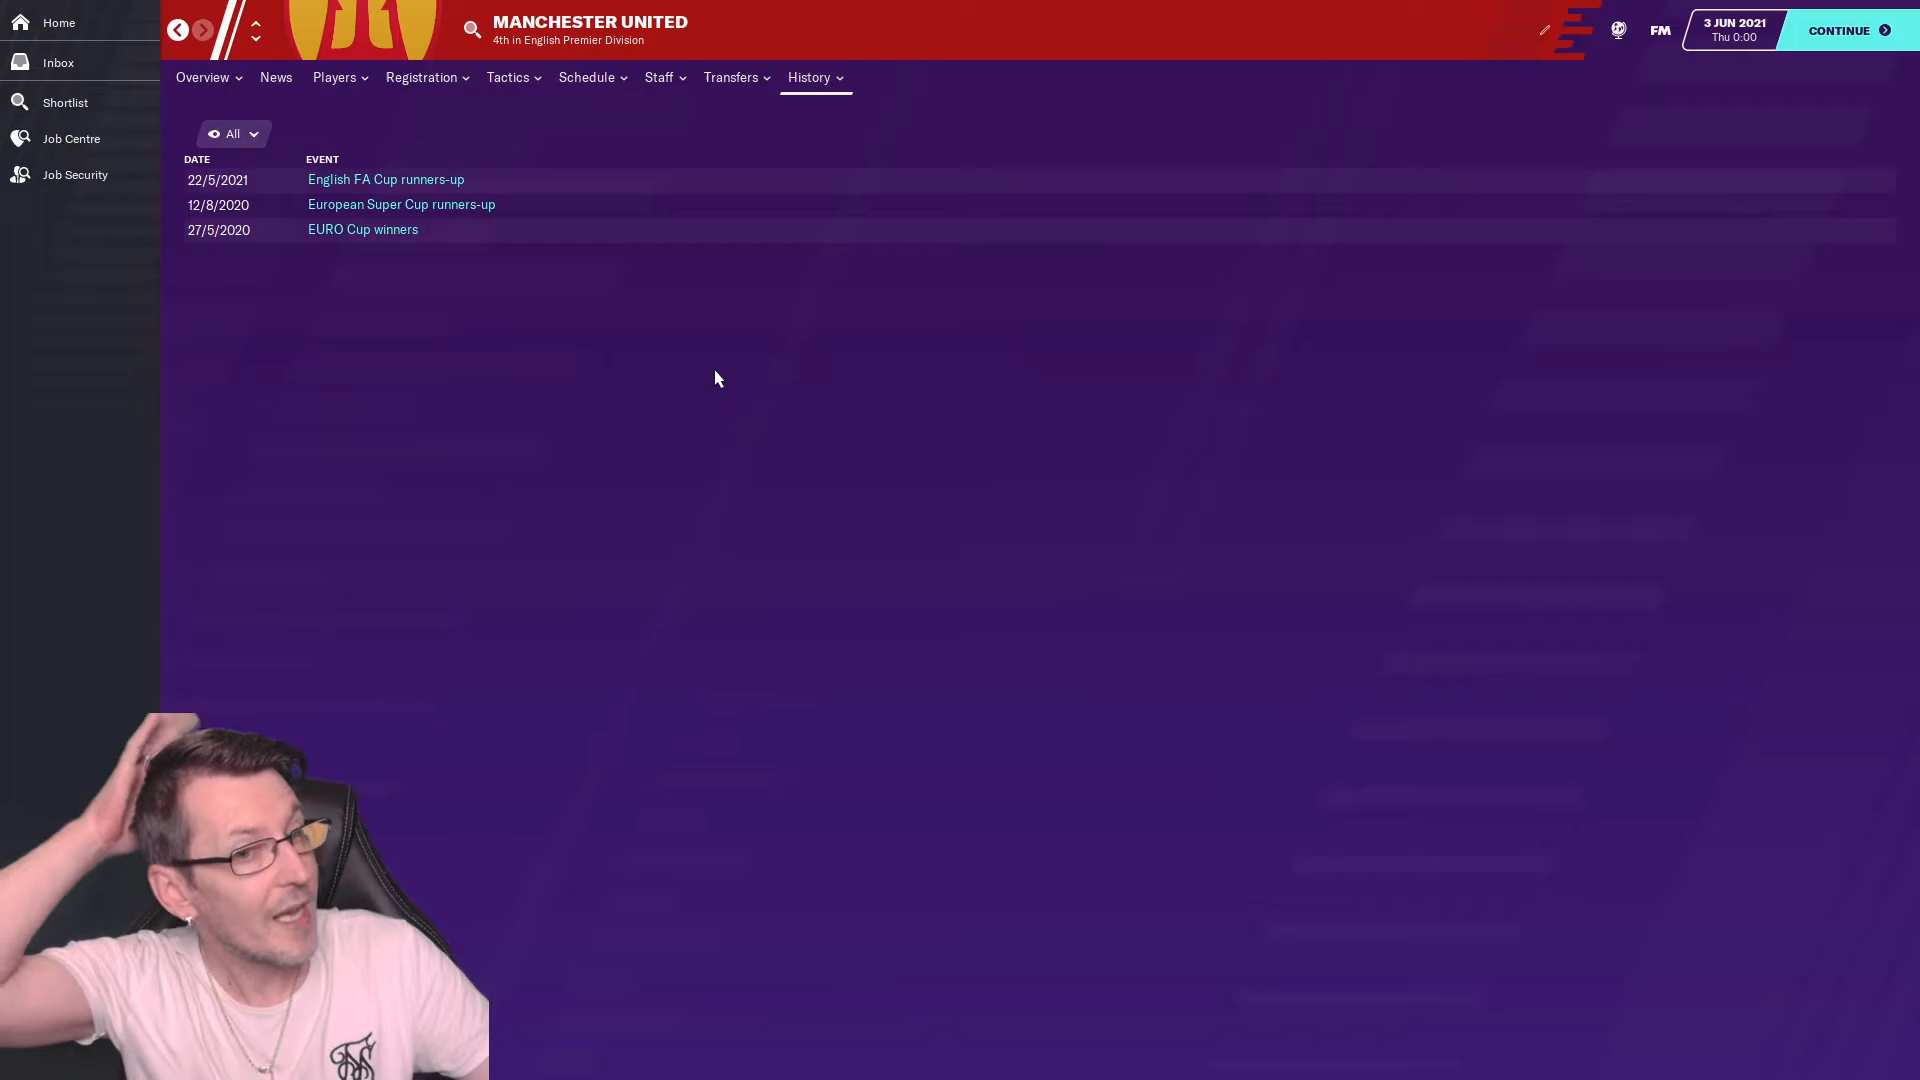 Home
Inbox
Shortlist
Job Centre
Job Security
MANCHESTER UNITED
4th in English Premier Division
FM
3 JUN 2021
Thu 0:00
CONTINUE
Overview
News
Players
Registration
Tactics
Schedule
Staff
Transfers
History
All
DATE EVENT
22/5/2021 English FA Cup runners-up
12/8/2020 European Super Cup runners-up
27/5/2020 EURO Cup winners